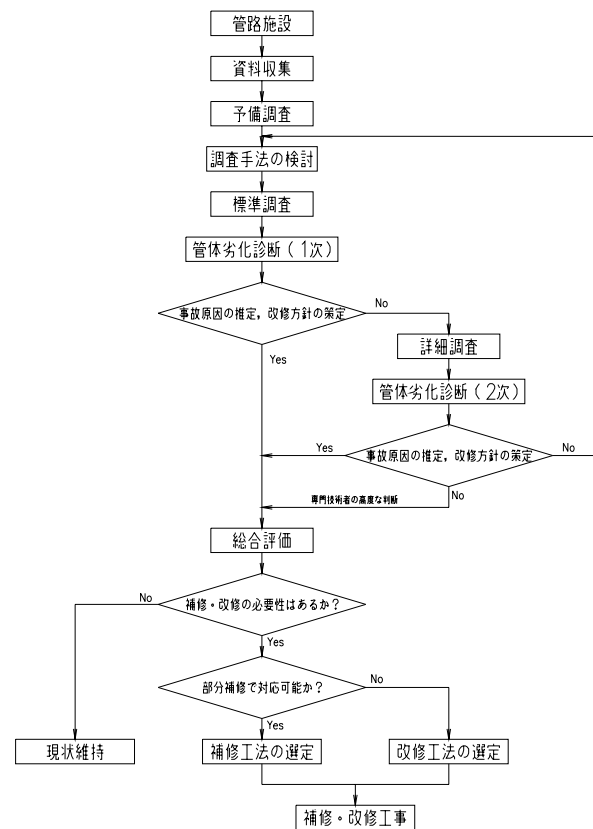 管路施設
資料収集
予備調査
調査手法の検討
標準調査
管体劣化診断(1次)
事故原因の推定，改修方針の策定
No
Yes
詳細調査
管体劣化診断(2次)
事故原因の推定，改修方針の策定
Yes
No
No
専門技術者の高度な判断
総合評価
補修・改修の必要性はあるか？
No
Yes
部分補修で対応可能か？
No
Yes
現状維持
補修工法の選定
改修工法の選定
補修・改修工事